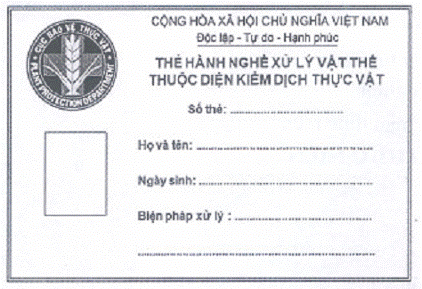 CỤC BẢO VỆ THỰC VẬT
PLANT PROTECTION DEPARTMENT
CỘNG HÒA XÃ HỘI CHỦ NGHĨA VIỆT NAM
Độc lập - Tự do - Hạnh phúc
THẺ HÀNH NGHỀ XỬ LÝ VẬT THỂ
THUỘC DIỆN KIỂM DỊCH THỰC VẬT
Số thẻ: ................................
Họ và tên: ................................................
Ngày sinh: ................................................
Biện pháp xử lý : ........................................
................................................................